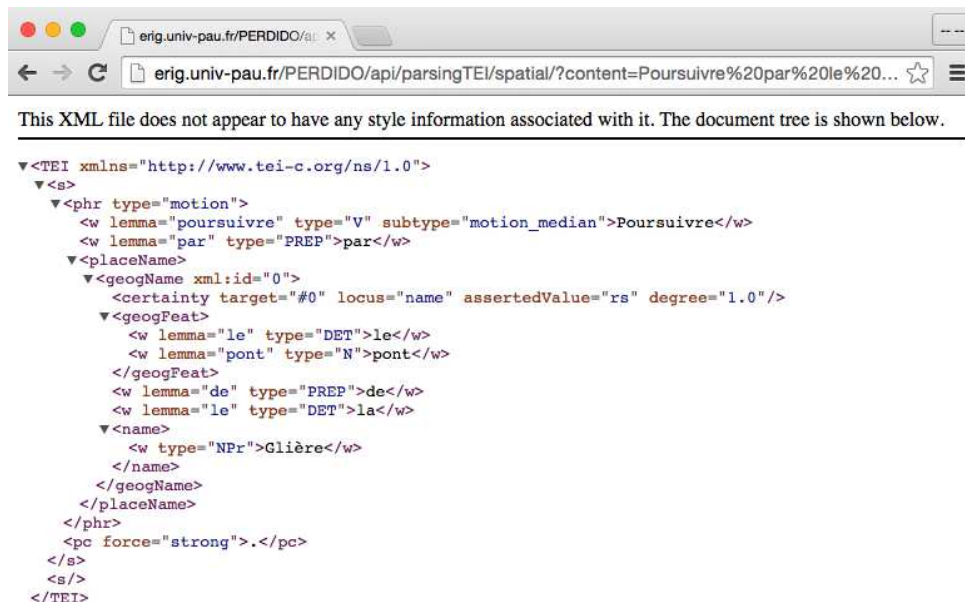 erig.univ-pau.fr/PERDIDO/a
erig.univ-pau.fr/PERDIDO/api/parsingTEI/spatial/?content=Poursuivre%20par%20le%20...
This XML file does not appear to have any style information associated with it. The document tree is shown below.
▼<TEI xmlns="http://www.tei-c.org/ns/1.0">
▼<s>
▼<phr type="motion">
<w lemma="poursuivre" type="V" subtype="motion_median">Poursuivre</w>
<w lemma="par" type="PREP">par</w>
▼<placeName>
▼<geogName xml:id="0">
<certainty target="#0" locus="name" assertedValue="rs" degree="1.0"/>
▼<geogFeat>
<w lemma="le" type="DET">le</w>
<w lemma="pont" type="N">pont</w>
</geogFeat>
<w lemma="de" type="PREP">de</w>
<w lemma="le" type="DET">la</w>
▼<name>
<w type="NPr">Glière</w>
</name>
</geogName>
</placeName>
</phr>
<pc force="strong">.</pc>
</s>
<s/>
</TEI>